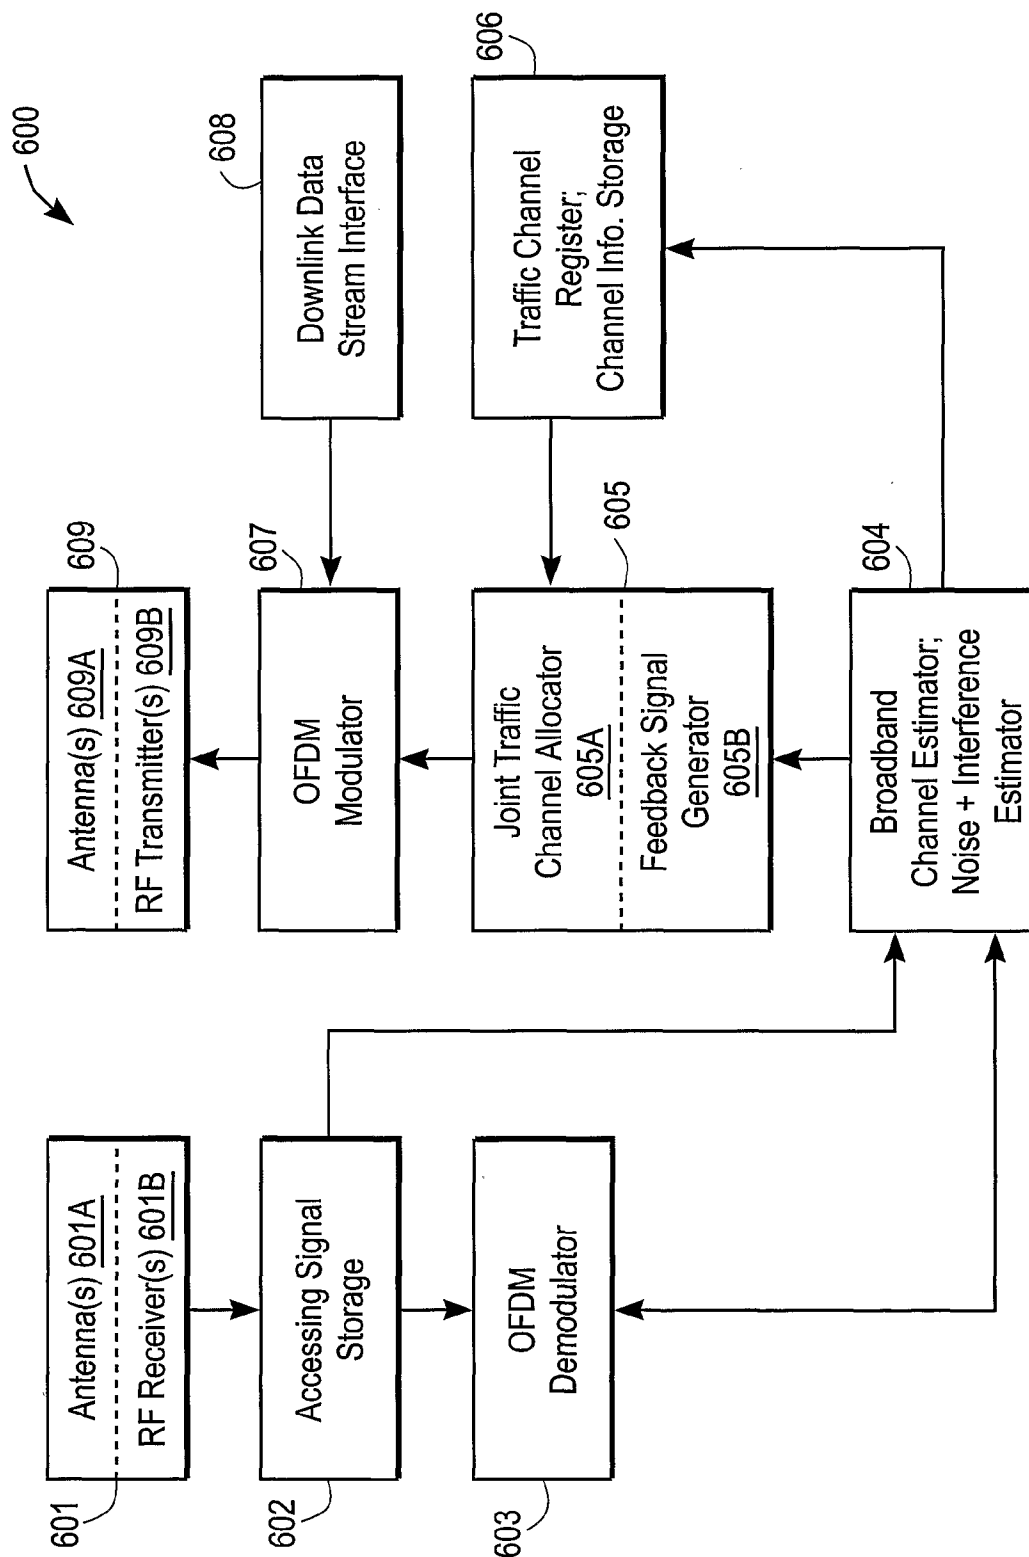 600
601
Antenna(s) 601A
RF Receiver(s) 601B
602
Accessing Signal
Storage
603
OFDM
Demodulator
609
Antenna(s) 609A
RF Transmitter(s) 609B
607
OFDM
Modulator
605
Joint Traffic
Channel Allocator
605A
Feedback Signal
Generator
605B
604
Broadband
Channel Estimator;
Noise + Interference
Estimator
608
Downlink Data
Stream Interface
606
Traffic Channel
Register;
Channel Info. Storage